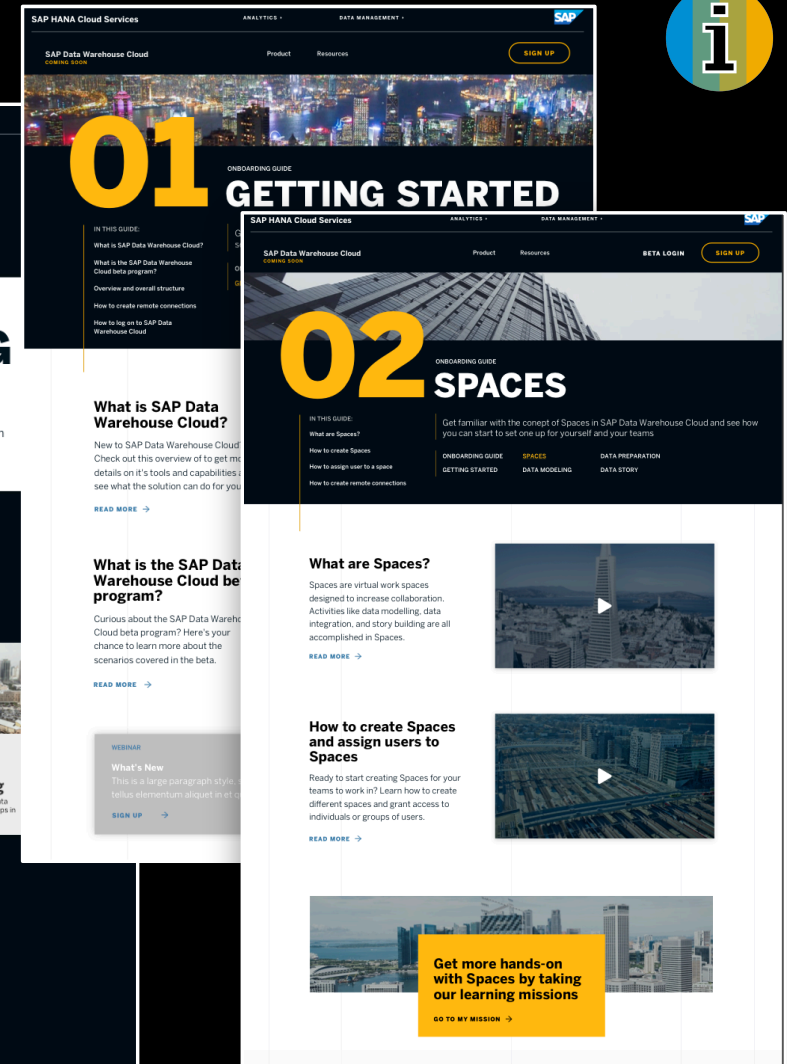 SAP HANA Cloud Services
ANALYTICS
DATA MANAGEMENT
SAP
SAP Data Warehouse Cloud
COMING SOON
Product
Resources
SIGN UP
i
01
ONBOARDING GUIDE
GETTING STARTED
IN THIS GUIDE:
What is SAP Data Warehouse Cloud?
What is the SAP Data Warehouse
Cloud beta program?
Overview and overall structure
How to create remote connections
How to log on to SAP Data
Warehouse Cloud
What is SAP Data
Warehouse Cloud?
New to SAP Data Warehouse Cloud
Check out this overview of to get
details on it's tools and capabilities
see what the solution can do for you
READ MORE →
What is the SAP Data
Warehouse Cloud
program?
Curious about the SAP Data
Cloud beta program? Here's your
chance to learn more about the
scenarios covered in the beta.
READ MORE →
WEBINAR
What's New
This is a large paragraph style,
tellus elementum aliquet in et
SIGN UP →
SAP HANA Cloud Services
ANALYTICS
DATA MANAGEMENT
SAP
SAP Data Warehouse Cloud
COMING SOON
Product
Resources
BETA LOGIN
SIGN UP
02
ONBOARDING GUIDE
SPACES
IN THIS GUIDE:
What are Spaces?
How to create Spaces
How to assign user to a space
How to create remote connections
Get familiar with the conept of Spaces in SAP Data Warehouse Cloud and see how
you can start to set one up for yourself and your teams
ONBOARDING GUIDE SPACES DATA PREPARATION
GETTING STARTED DATA MODELING DATA STORY
What are Spaces?
Spaces are virtual work spaces
designed to increase collaboration.
Activities like data modelling, data
integration, and story building are all
accomplished in Spaces.
READ MORE →
How to create Spaces
and assign users to
Spaces
Ready to start creating Spaces for your
teams to work in? Learn how to create
different spaces and grant access to
individuals or groups of users.
READ MORE →
Get more hands-on
with Spaces by taking
our learning missions
GO TO MY MISSION →